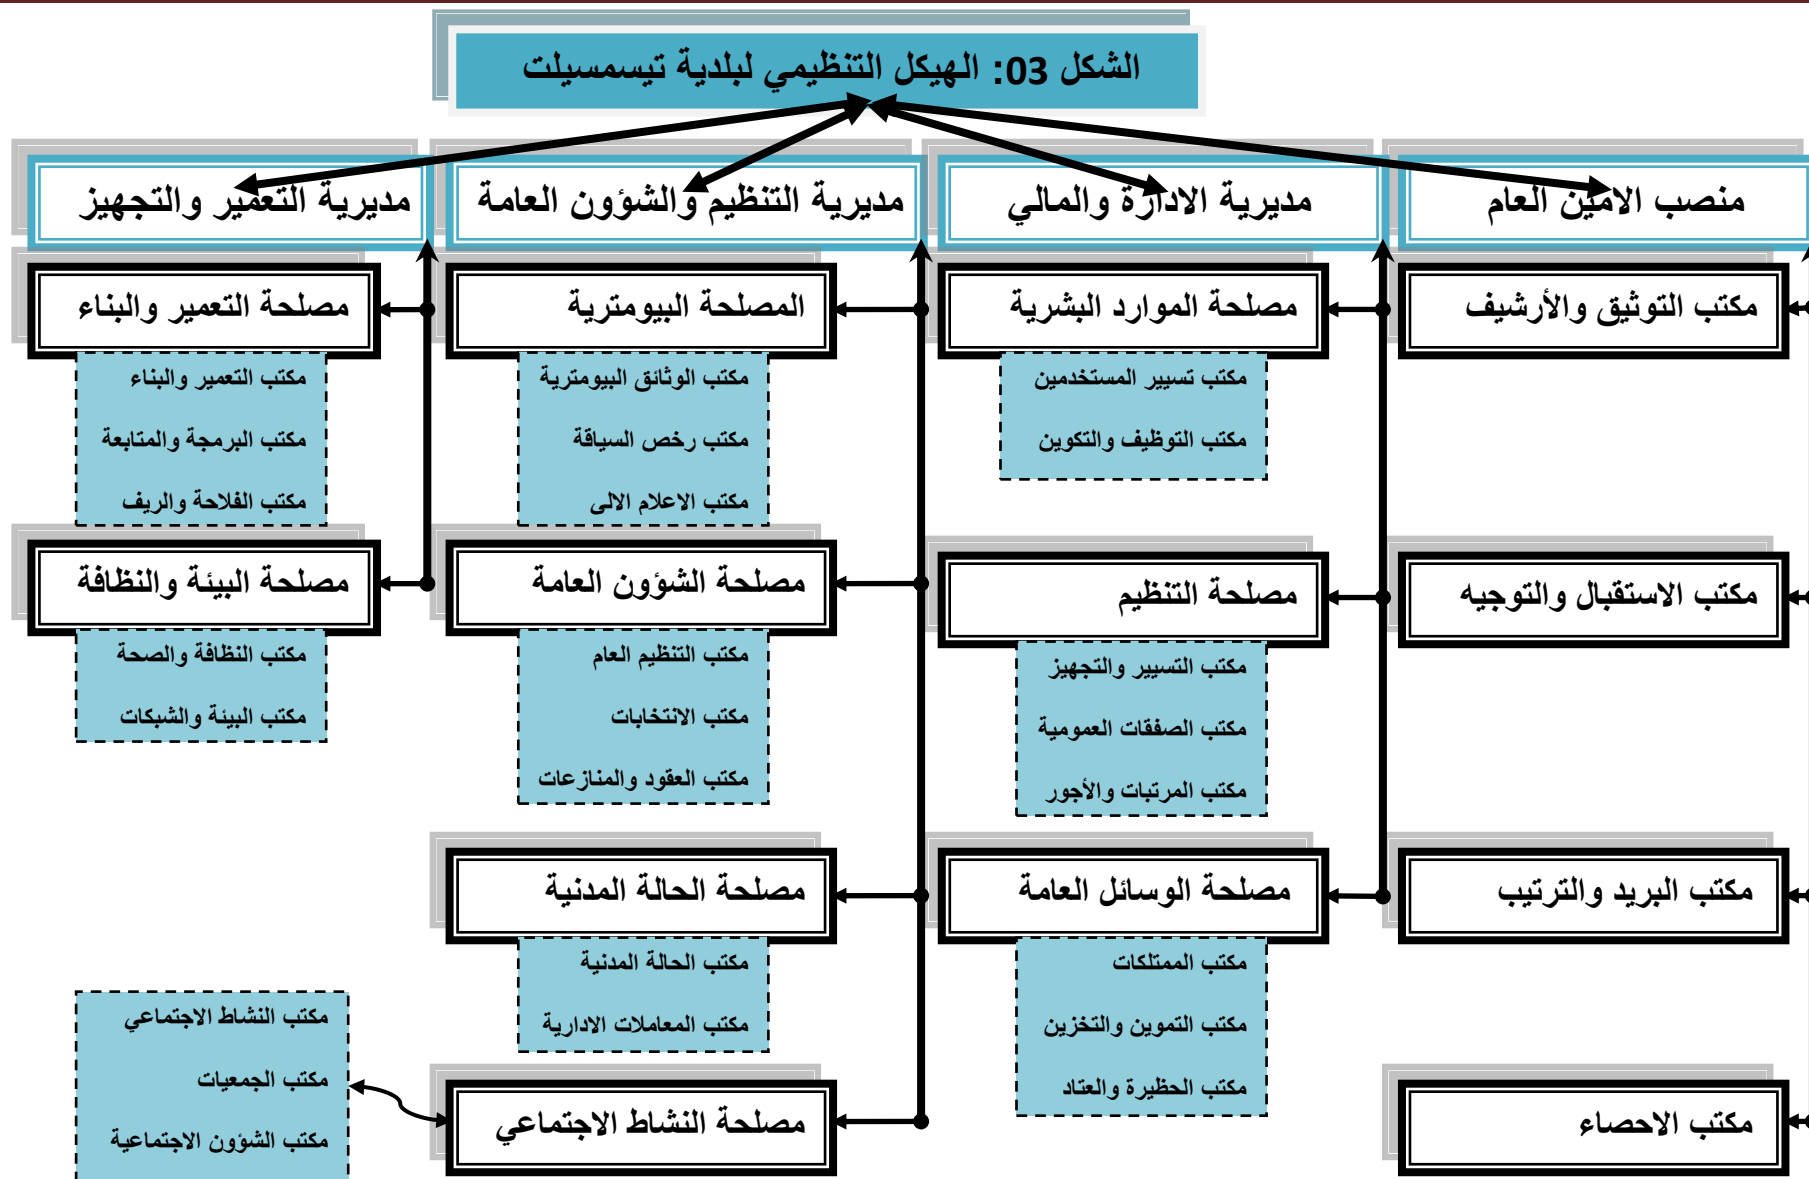 الشكل 03: الهيكل التنظيمي لبلدية تيسمسيلت
منصب الامين العام
مكتب التوثيق والأرشيف
مكتب الاستقبال والتوجيه
مكتب البريد والترتيب
مكتب الاحصاء
مديرية الادارة والمالي
مصلحة الموارد البشرية
مكتب تسيير المستخدمين
مكتب التوظيف والتكوين
مصلحة التنظيم
مكتب التسيير والتجهيز
مكتب الصفقات العمومية
مكتب المرتبات والأجور
مصلحة الوسائل العامة
مكتب الممتلكات
مكتب التموين والتخزين
مكتب الحظيرة والعتاد
مديرية التنظيم والشؤون العامة
المصلحة البيومترية
مكتب الوثائق البيومترية
مكتب رخص السياقة
مكتب الاعلام الالى
مصلحة الشؤون العامة
مكتب التنظيم العام
مكتب الانتخابات
مكتب العقود والمنازعات
مصلحة الحالة المدنية
مكتب الحالة المدنية
مكتب المعاملات الادارية
مصلحة النشاط الاجتماعي
مكتب النشاط الاجتماعي
مكتب الجمعيات
مكتب الشؤون الاجتماعية
مديرية التعمير والتجهيز
مصلحة التعمير والبناء
مكتب التعمير والبناء
مكتب البرمجة والمتابعة
مكتب الفلاحة والريف
مصلحة البيئة والنظافة
مكتب النظافة والصحة
مكتب البيئة والشبكات